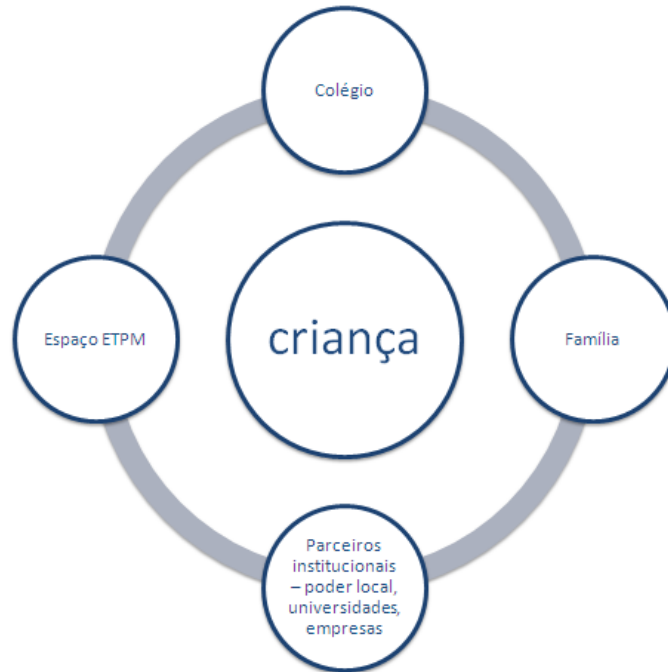 Colégio
Espaço ETPM
criança
Família
Parceiros
institucionais
– poder local,
universidades,
empresas